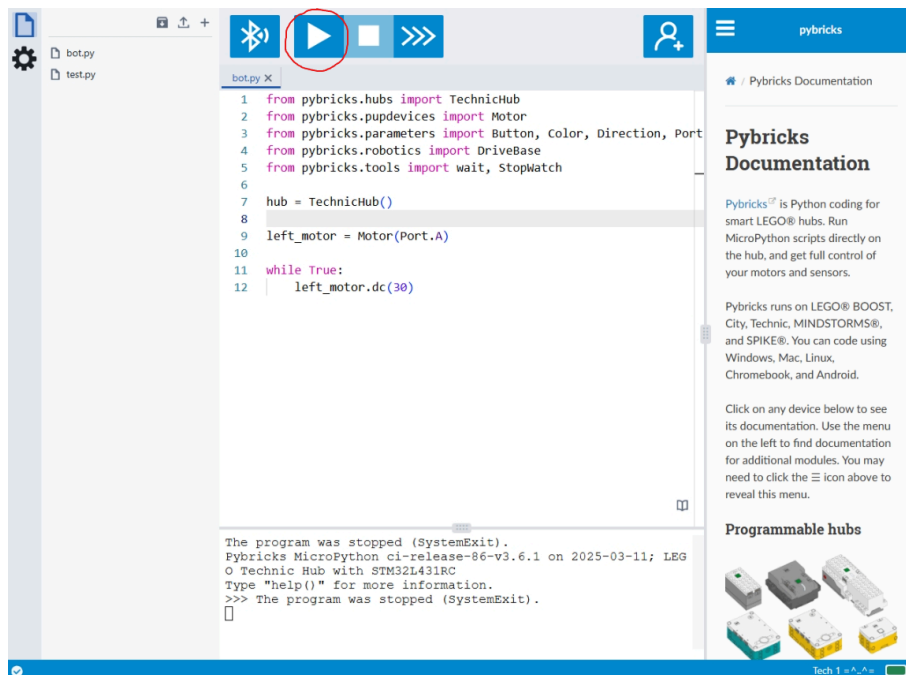 bot.py
test.py
bot.py
1 from pybricks.hubs import TechnicHub
2 from pybricks.pupdevices import Motor
3 from pybricks.parameters import Button, Color, Direction, Port
4 from pybricks.robotics import DriveBase
5 from pybricks.tools import wait, StopWatch
6
7 hub = TechnicHub()
8
9 left_motor = Motor(Port.A)
10
11 while True:
12     left_motor.dc(30)
The program was stopped (SystemExit).
Pybricks MicroPython ci-release-86-v3.6.1 on 2025-03-11; LEG
O Technic Hub with STM32L431RC
Type "help()" for more information.
>>> The program was stopped (SystemExit).
pybricks
/ Pybricks Documentation
Pybricks
Documentation
Pybricks is Python coding for
smart LEGO® hubs. Run
MicroPython scripts directly on
the hub, and get full control of
your motors and sensors.
Pybricks runs on LEGO® BOOST,
City, Technic, MINDSTORMS®,
and SPIKE®. You can code using
Windows, Mac, Linux,
Chromebook, and Android.
Click on any device below to see
its documentation. Use the menu
on the left to find documentation
for additional modules. You may
need to click the ☰ icon above to
reveal this menu.
Programmable hubs
Tech 1 =^_^=